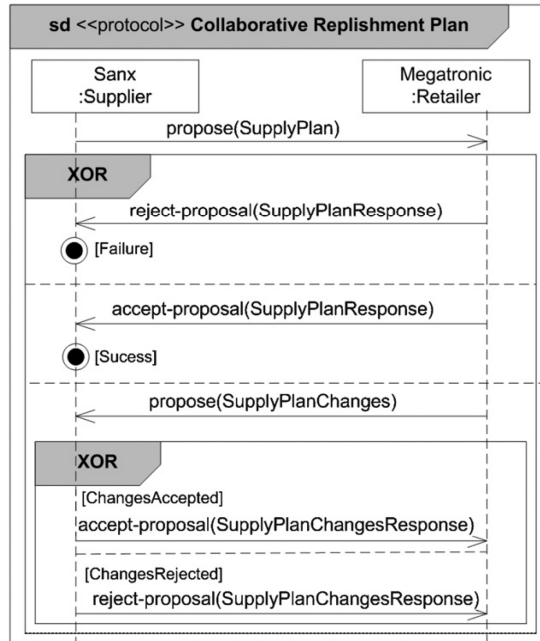 sd <<protocol>> Collaborative Replishment Plan
Sanx
:Supplier
Megatronic
:Retailer
propose(SupplyPlan)
XOR
reject-proposal(SupplyPlanResponse)
[Failure]
accept-proposal(SupplyPlanResponse)
[Sucess]
propose(SupplyPlanChanges)
XOR
[ChangesAccepted]
accept-proposal(SupplyPlanChangesResponse)
[ChangesRejected]
reject-proposal(SupplyPlanChangesResponse)